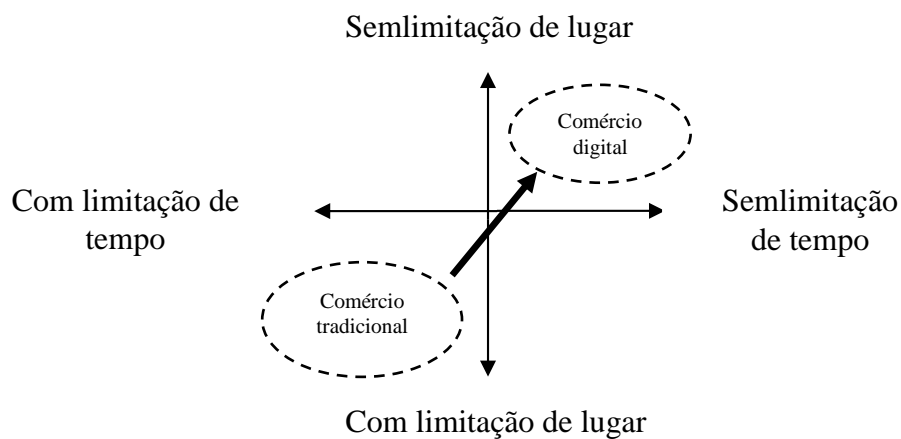 Semlimitação de lugar
Comércio
digital
Com limitação de
tempo
Semlimitação
de tempo
Comércio
tradicional
Com limitação de lugar